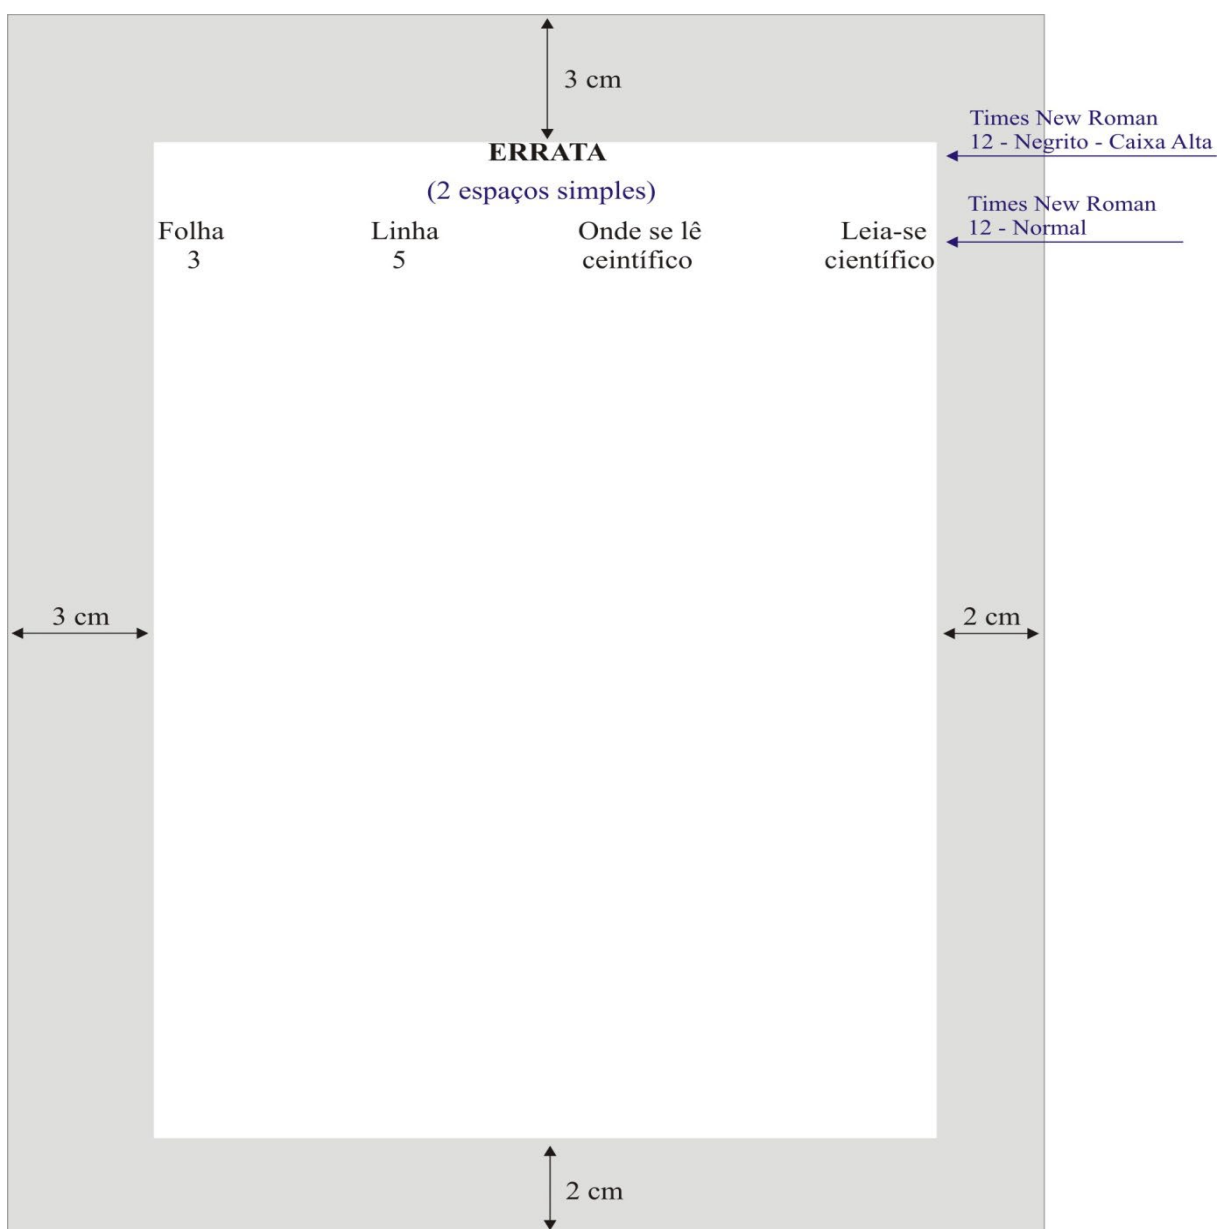 3 cm
Times New Roman
12 - Negrito - Caixa Alta
ERRATA
(2 espaços simples)
Times New Roman
12 - Normal
Folha Linha Onde se lê Leia-se
3 5 ceintífico científico
3 cm 2 cm
2 cm